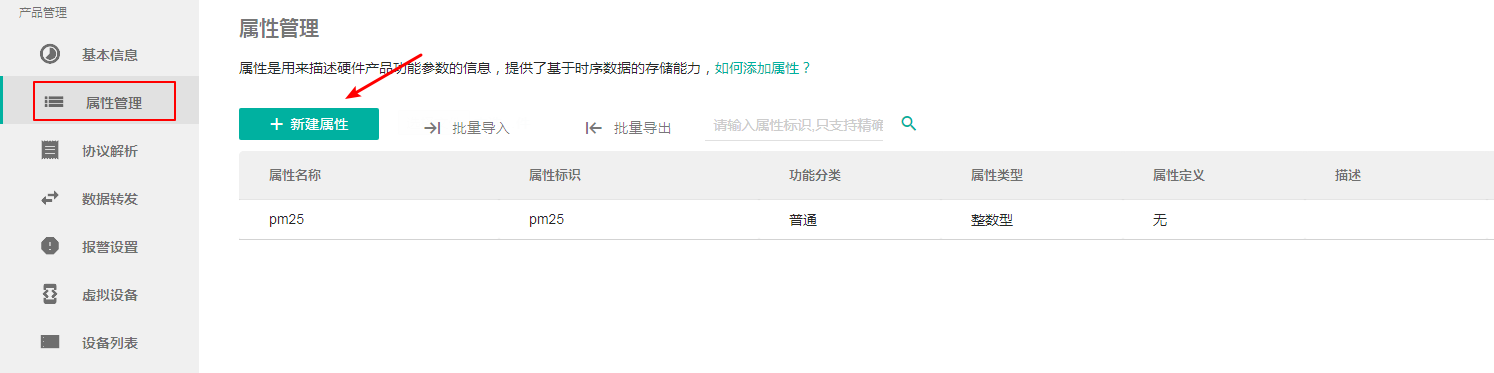 产品管理
基本信息
属性管理
协议解析
数据转发
报警设置
虚拟设备
设备列表
属性管理
属性是用来描述硬件产品功能参数的信息，提供了基于时序数据的存储能力，如何添加属性？
新建属性 批量导入 批量导出 请输入属性标识,只支持精确
属性名称 属性标识 功能分类 属性类型 属性定义 描述
pm25 pm25 普通 整数型 无